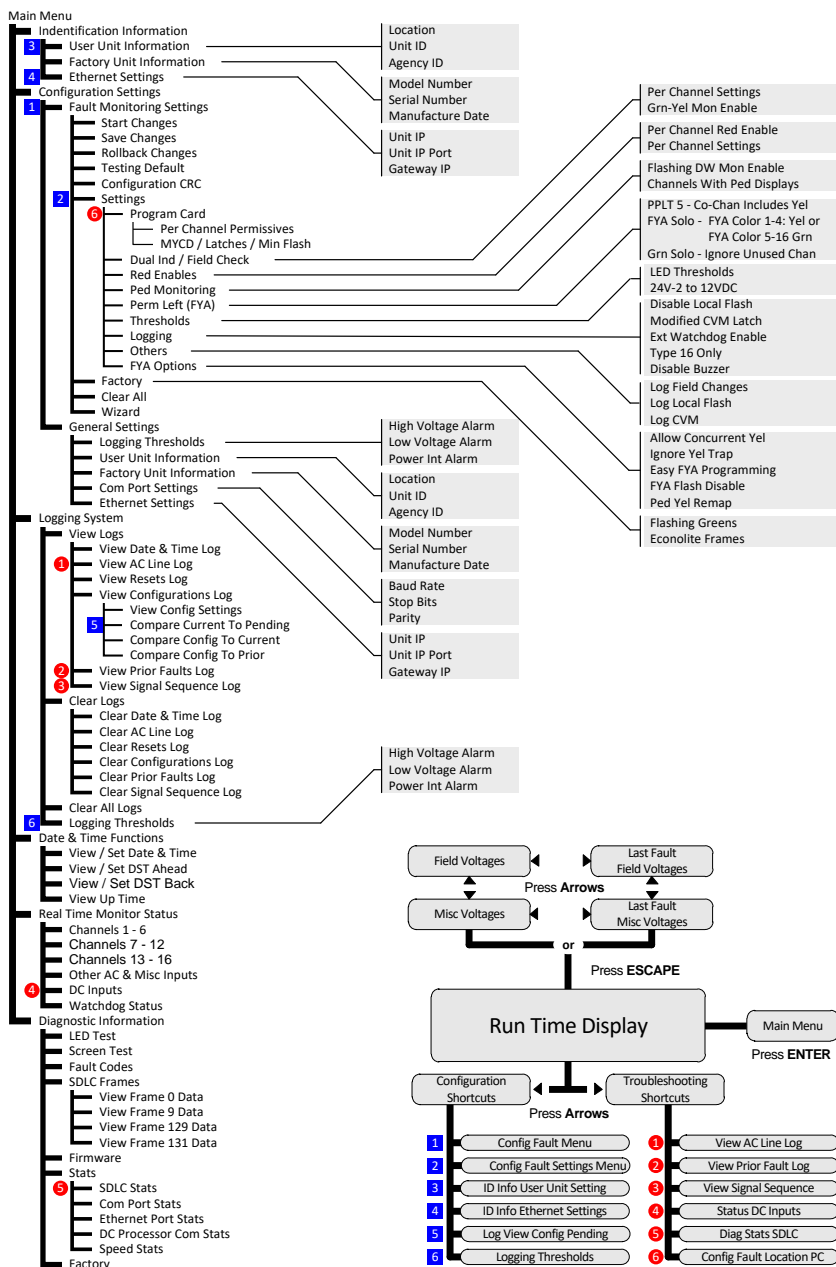 Main Menu
Indentification Information
3 User Unit Information
Factory Unit Information
4 Ethernet Settings
Configuration Settings
1 Fault Monitoring Settings
Start Changes
Save Changes
Rollback Changes
Testing Default
Configuration CRC
2 Settings
6 Program Card
Per Channel Permissives
MYCD / Latches / Min Flash
Dual Ind / Field Check
Red Enables
Ped Monitoring
Perm Left (FYA)
Thresholds
Logging
Others
FYA Options
Factory
Clear All
Wizard
General Settings
Logging Thresholds
User Unit Information
Factory Unit Information
Com Port Settings
Ethernet Settings
Logging System
View Logs
View Date & Time Log
1 View AC Line Log
View Resets Log
View Configurations Log
View Config Settings
5 Compare Current To Pending
Compare Config To Current
Compare Config To Prior
2 View Prior Faults Log
3 View Signal Sequence Log
Clear Logs
Clear Date & Time Log
Clear AC Line Log
Clear Resets Log
Clear Configurations Log
Clear Prior Faults Log
Clear Signal Sequence Log
Clear All Logs
6 Logging Thresholds
Date & Time Functions
View / Set Date & Time
View / Set DST Ahead
View / Set DST Back
View Up Time
Real Time Monitor Status
Channels 1 - 6
Channels 7 - 12
Channels 13 - 16
Other AC & Misc Inputs
4 DC Inputs
Watchdog Status
Diagnostic Information
LED Test
Screen Test
Fault Codes
SDLC Frames
View Frame 0 Data
View Frame 9 Data
View Frame 129 Data
View Frame 131 Data
Firmware
Stats
5 SDLC Stats
Com Port Stats
Ethernet Port Stats
DC Processor Com Stats
Speed Stats
Factory
Location
Unit ID
Agency ID
Model Number
Serial Number
Manufacture Date
Unit IP
Unit IP Port
Gateway IP
Per Channel Settings
Grn-Yel Mon Enable
Per Channel Red Enable
Per Channel Settings
Flashing DW Mon Enable
Channels With Ped Displays
PPLT 5 - Co-Chan Includes Yel
FYA Solo - FYA Color 1-4: Yel or
FYA Color 5-16 Grn
Grn Solo - Ignore Unused Chan
LED Thresholds
24V-2 to 12VDC
Disable Local Flash
Modified CVM Latch
Ext Watchdog Enable
Type 16 Only
Disable Buzzer
Log Field Changes
Log Local Flash
Log CVM
Allow Concurrent Yel
Ignore Yel Trap
Easy FYA Programming
FYA Flash Disable
Ped Yel Remap
Flashing Greens
Econolite Frames
High Voltage Alarm
Low Voltage Alarm
Power Int Alarm
Location
Unit ID
Agency ID
Model Number
Serial Number
Manufacture Date
Baud Rate
Stop Bits
Parity
Unit IP
Unit IP Port
Gateway IP
High Voltage Alarm
Low Voltage Alarm
Power Int Alarm
Field Voltages
Last Fault
Field Voltages
Press Arrows
Misc Voltages
Last Fault
Misc Voltages
or
Press ESCAPE
Run Time Display
Main Menu
Press ENTER
Configuration
Shortcuts
Troubleshooting
Shortcuts
Press Arrows
1 Config Fault Menu
2 Config Fault Settings Menu
3 ID Info User Unit Setting
4 ID Info Ethernet Settings
5 Log View Config Pending
6 Logging Thresholds
1 View AC Line Log
2 View Prior Fault Log
3 View Signal Sequence
4 Status DC Inputs
5 Diag Stats SDLC
6 Config Fault Location PC